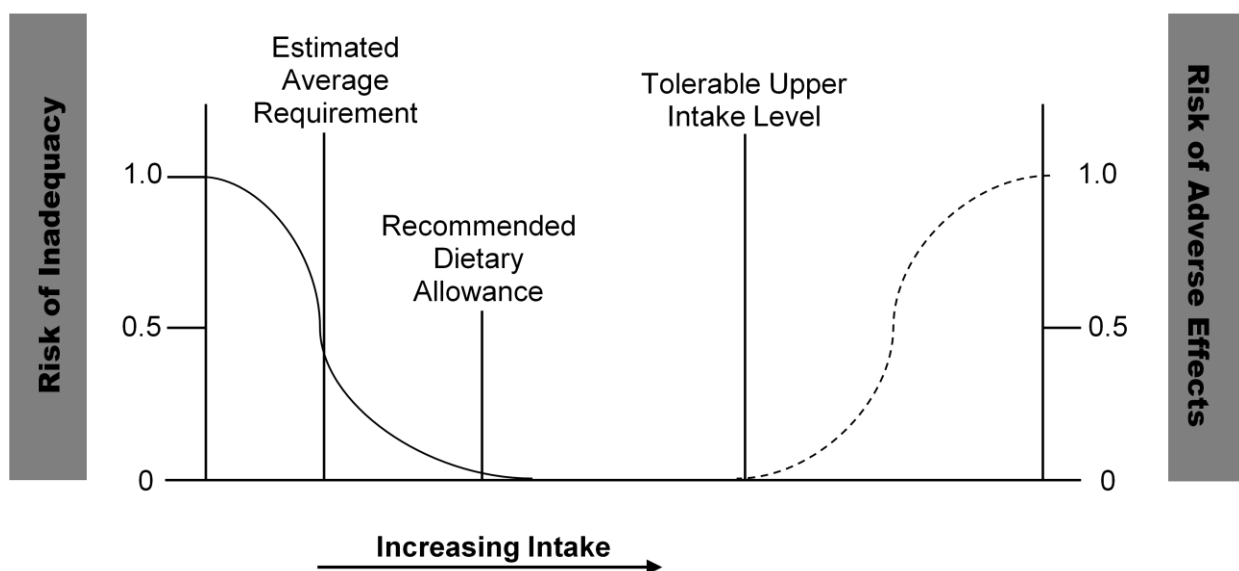 Risk of Inadequacy
Estimated
Average
Requirement
Tolerable Upper
Intake Level
Risk of Adverse Effects
1.0
1.0
Recommended
Dietary
Allowance
0.5
0.5
0
0
Increasing Intake